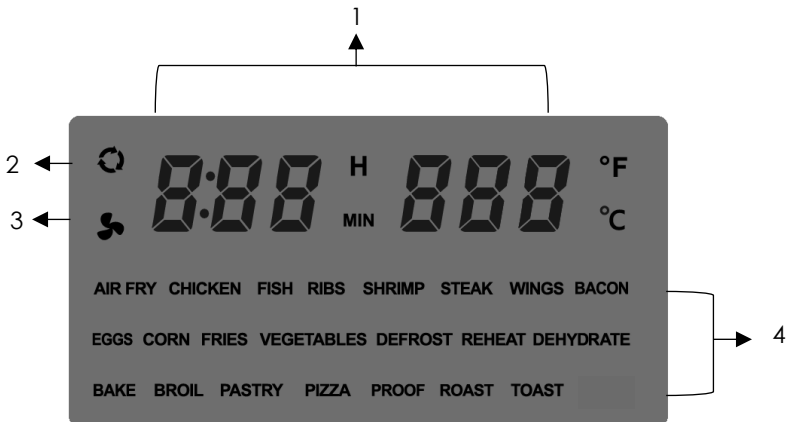 1
2 8:88 H 888 °F
3 MIN °C
AIR FRY CHICKEN FISH RIBS SHRIMP STEAK WINGS BACON
EGGS CORN FRIES VEGETABLES DEFROST REHEAT DEHYDRATE 4
BAKE BROIL PASTRY PIZZA PROOF ROAST TOAST